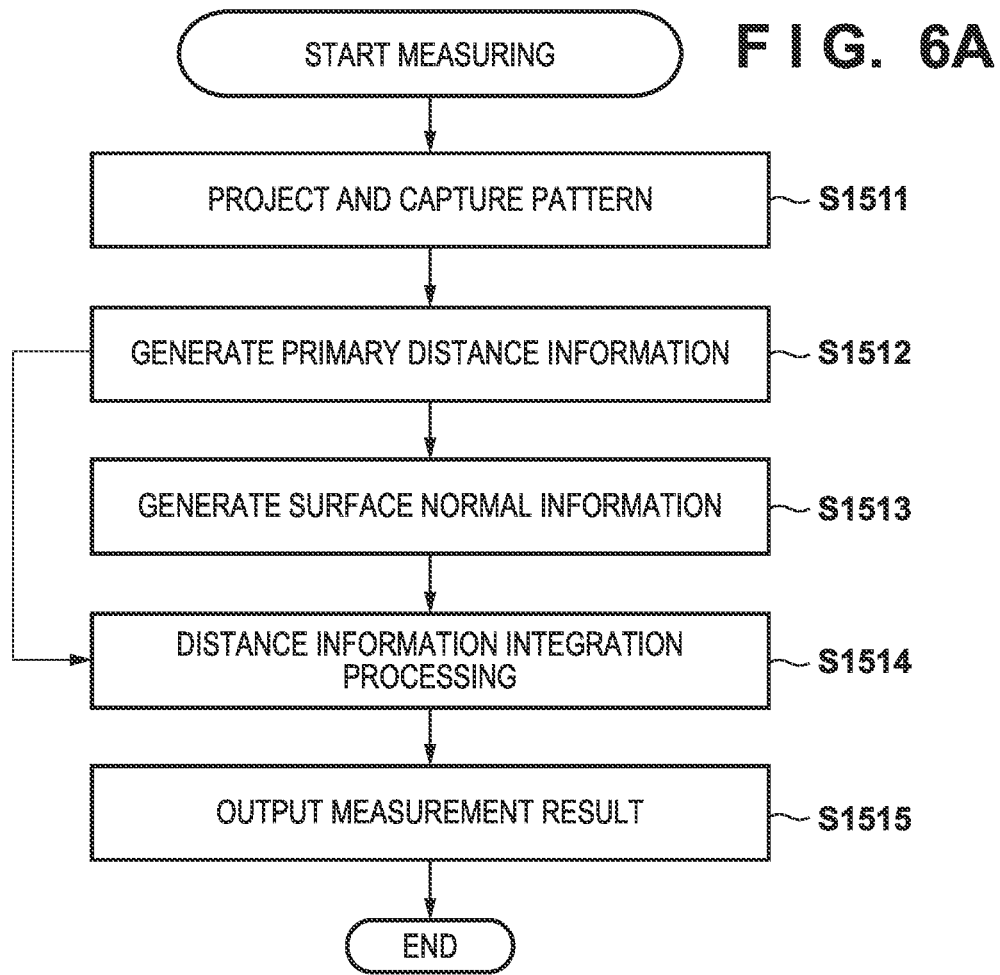 FIG. 6A
START MEASURING
PROJECT AND CAPTURE PATTERN
S1511
GENERATE PRIMARY DISTANCE INFORMATION
S1512
GENERATE SURFACE NORMAL INFORMATION
S1513
DISTANCE INFORMATION INTEGRATION
PROCESSING
S1514
OUTPUT MEASUREMENT RESULT
S1515
END